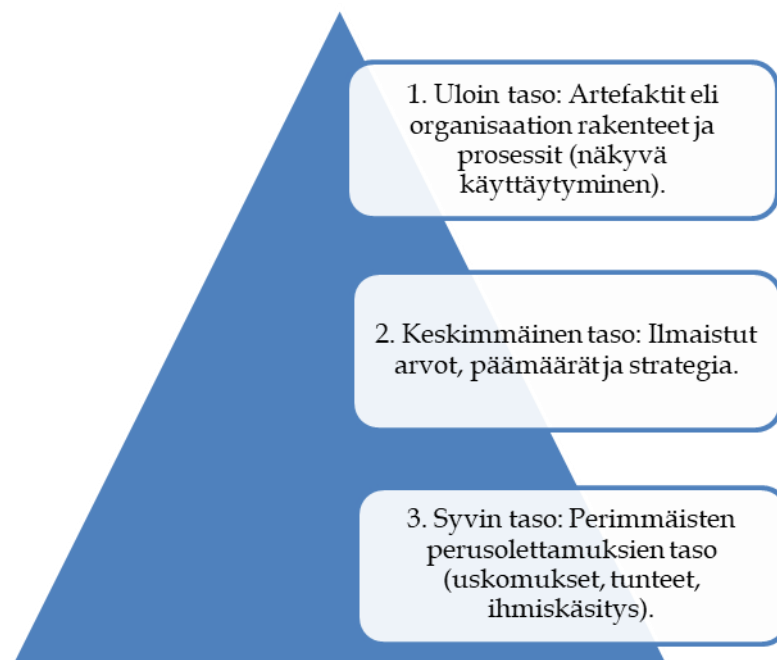 1. Uloin taso: Artefaktit eli
organisaation rakenteet ja
prosessit (näkyvä
käyttäytyminen).
2. Keskimmäinen taso: Ilmaistut
arvot, päämäärät ja strategia.
3. Syvin taso: Perimmäisten
perusolettamuksien taso
(uskomukset, tunteet,
ihmiskäsitys).